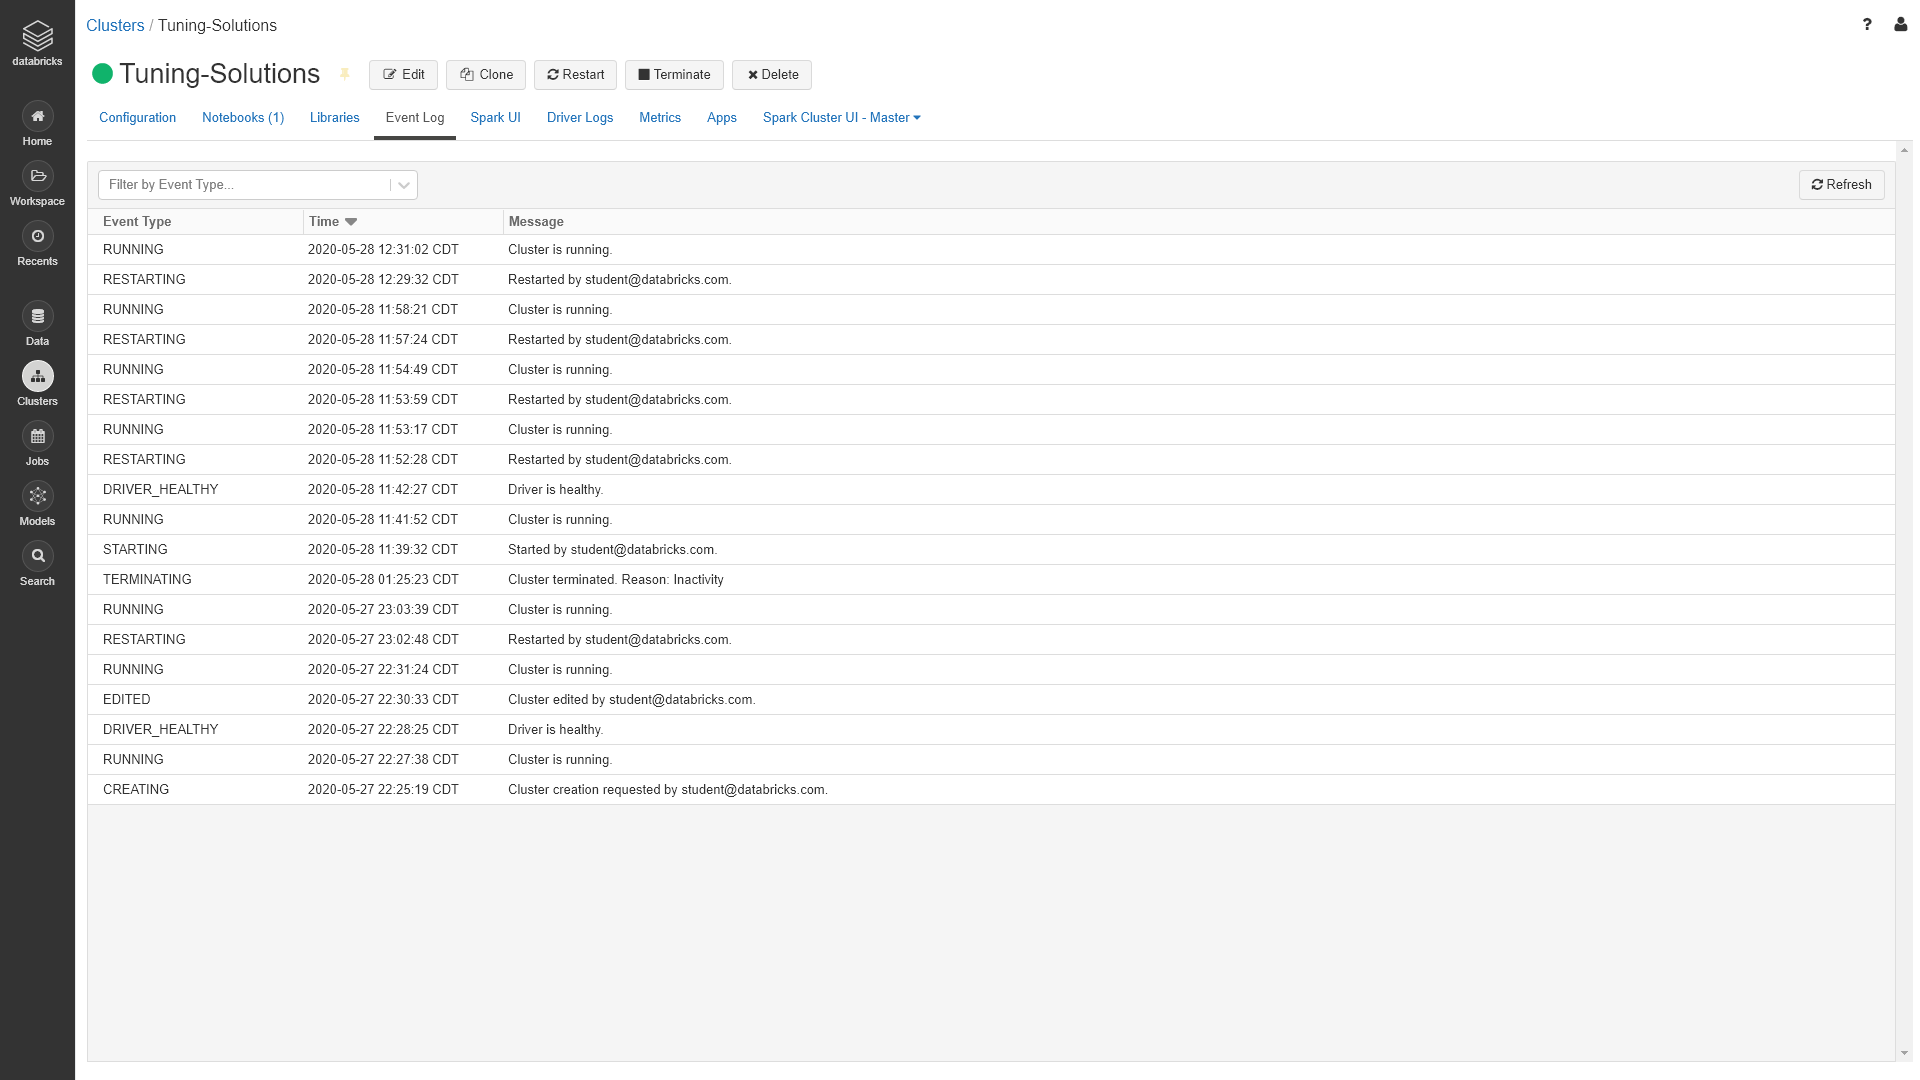 databricks
Home
Workspace
Recents
Data
Clusters
Jobs
Models
Search
Clusters / Tuning-Solutions
?
Tuning-Solutions Edit Clone Restart Terminate Delete
Configuration Notebooks (1) Libraries Event Log Spark UI Driver Logs Metrics Apps Spark Cluster UI - Master
Filter by Event Type... Refresh
Event Type Time Message
RUNNING 2020-05-28 12:31:02 CDT Cluster is running.
RESTARTING 2020-05-28 12:29:32 CDT Restarted by student@databricks.com.
RUNNING 2020-05-28 11:58:21 CDT Cluster is running.
RESTARTING 2020-05-28 11:57:24 CDT Restarted by student@databricks.com.
RUNNING 2020-05-28 11:54:49 CDT Cluster is running.
RESTARTING 2020-05-28 11:53:59 CDT Restarted by student@databricks.com.
RUNNING 2020-05-28 11:53:17 CDT Cluster is running.
RESTARTING 2020-05-28 11:52:28 CDT Restarted by student@databricks.com.
DRIVER_HEALTHY 2020-05-28 11:42:27 CDT Driver is healthy.
RUNNING 2020-05-28 11:41:52 CDT Cluster is running.
STARTING 2020-05-28 11:39:32 CDT Started by student@databricks.com.
TERMINATING 2020-05-28 01:25:23 CDT Cluster terminated. Reason: Inactivity
RUNNING 2020-05-27 23:03:39 CDT Cluster is running.
RESTARTING 2020-05-27 23:02:48 CDT Restarted by student@databricks.com.
RUNNING 2020-05-27 22:31:24 CDT Cluster is running.
EDITED 2020-05-27 22:30:33 CDT Cluster edited by student@databricks.com.
DRIVER_HEALTHY 2020-05-27 22:28:25 CDT Driver is healthy.
RUNNING 2020-05-27 22:27:38 CDT Cluster is running.
CREATING 2020-05-27 22:25:19 CDT Cluster creation requested by student@databricks.com.